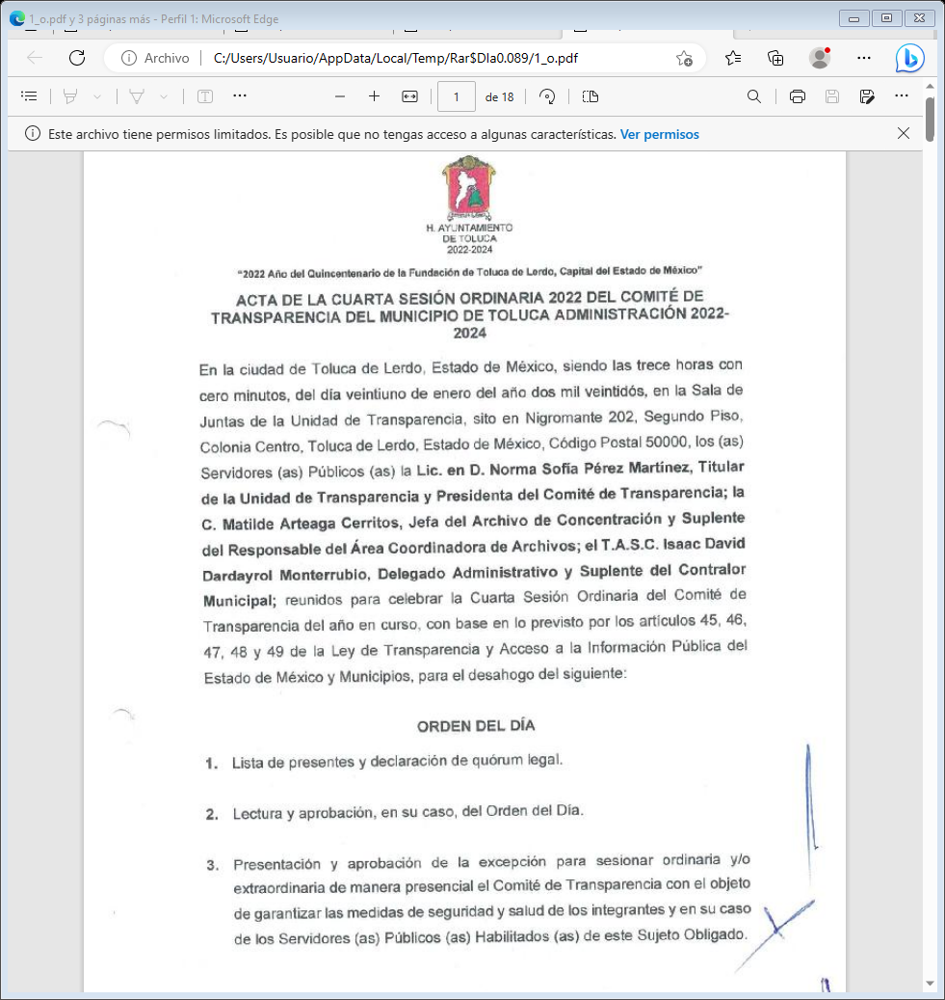 1_o.pdf y 3 páginas más - Perfil 1: Microsoft Edge
Archivo C:/Users/Usuario/AppData/Local/Temp/Rar$DIa0.089/1_o.pdf
1 de 18
Este archivo tiene permisos limitados. Es posible que no tengas acceso a algunas características. Ver permisos
H. AYUNTAMIENTO
DE TOLUCA
2022-2024
"2022 Año del Quincentenario de la Fundación de Toluca de Lerdo, Capital del Estado de México"
ACTA DE LA CUARTA SESIÓN ORDINARIA 2022 DEL COMITÉ DE
TRANSPARENCIA DEL MUNICIPIO DE TOLUCA ADMINISTRACIÓN 2022-
2024
En la ciudad de Toluca de Lerdo, Estado de México, siendo las trece horas con
cero minutos, del día veintiuno de enero del año dos mil veintidós, en la Sala de
Juntas de la Unidad de Transparencia, sito en Nigromante 202, Segundo Piso,
Colonia Centro, Toluca de Lerdo, Estado de México, Código Postal 50000, los (as)
Servidores (as) Públicos (as) la Lic. en D. Norma Sofía Pérez Martínez, Titular
de la Unidad de Transparencia y Presidenta del Comité de Transparencia; la
C. Matilde Arteaga Cerritos, Jefa del Archivo de Concentración y Suplente
del Responsable del Área Coordinadora de Archivos; el T.A.S.C. Isaac David
Dardayrol Monterrubio, Delegado Administrativo y Suplente del Contralor
Municipal; reunidos para celebrar la Cuarta Sesión Ordinaria del Comité de
Transparencia del año en curso, con base en lo previsto por los artículos 45, 46,
47, 48 y 49 de la Ley de Transparencia y Acceso a la Información Pública del
Estado de México y Municipios, para el desahogo del siguiente:
ORDEN DEL DÍA
1. Lista de presentes y declaración de quórum legal.
2. Lectura y aprobación, en su caso, del Orden del Día.
3. Presentación y aprobación de la excepción para sesionar ordinaria y/o
extraordinaria de manera presencial el Comité de Transparencia con el objeto
de garantizar las medidas de seguridad y salud de los integrantes y en su caso
de los Servidores (as) Públicos (as) Habilitados (as) de este Sujeto Obligado.